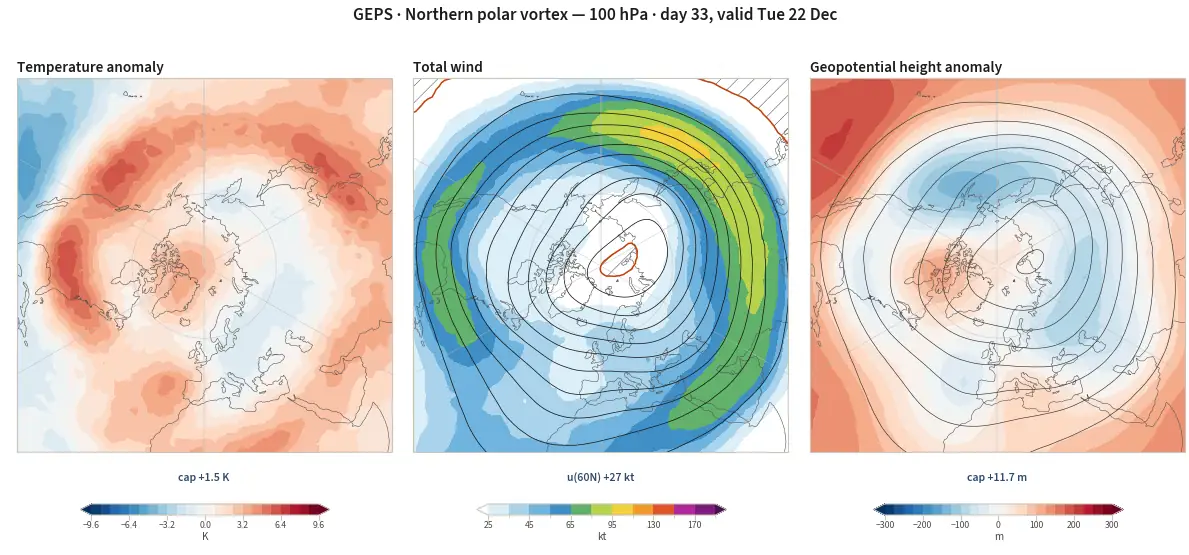 GEPS · Northern polar vortex — 100 hPa · day 33, valid Tue 22 Dec
Temperature anomaly
Total wind
Geopotential height anomaly
cap +1.5 K
u(60N) +27 kt
cap +11.7 m
−9.6 −6.4 −3.2 0.0 3.2 6.4 9.6
K
25 45 65 95 130 170
kt
−300 −200 −100 0 100 200 300
m